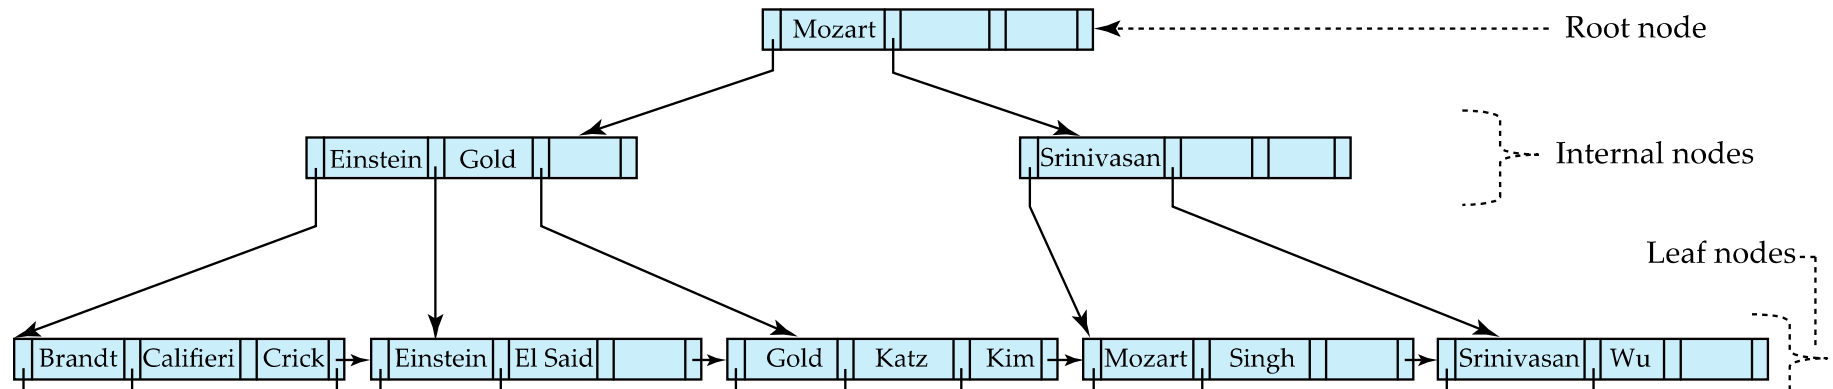 Mozart
Root node
Einstein Gold
Srinivasan
Internal nodes
Leaf nodes
Brandt Califieri Crick
Einstein El Said
Gold Katz Kim
Mozart Singh
Srinivasan Wu